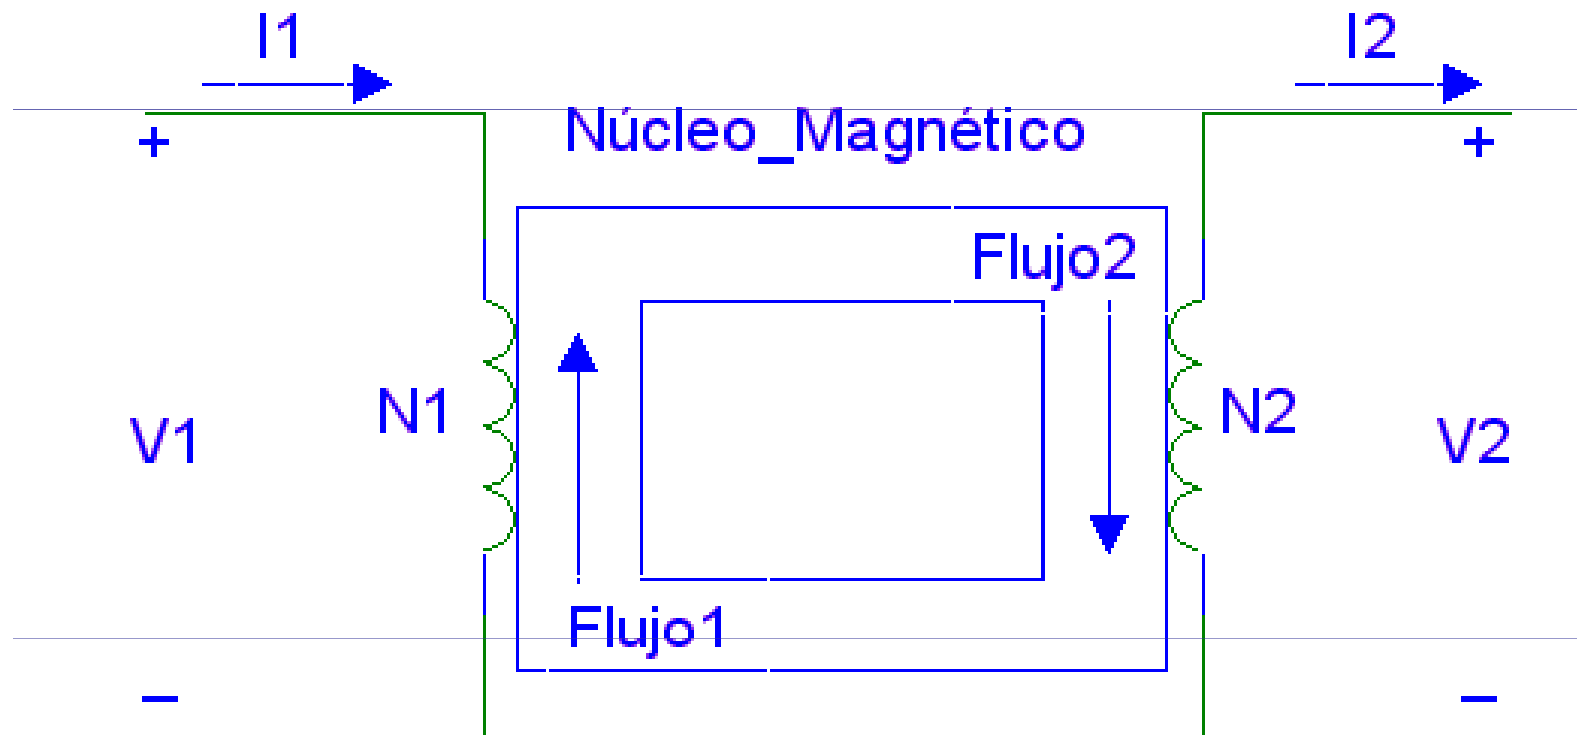 I1
I2
Núcleo_Magnético
+
+
Flujo2
N1
N2
V1
V2
Flujo1
−
−